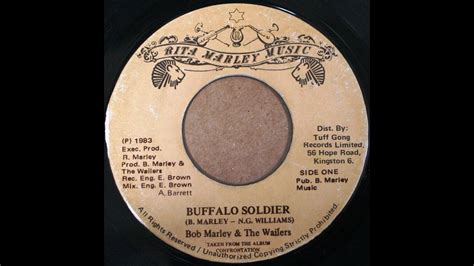 RITA MARLEY MUSIC
(P) 1983
Exec. Prod.
R. Marley
Prod. B. Marley &
The Wailers
Rec. Eng. E. Brown
Mix. Eng. E. Brown
A. Barrett
Dist. By:
Tuff Gong
Records Limited,
56 Hope Road,
Kingston 6.
SIDE ONE
Pub. B. Marley
Music
BUFFALO SOLDIER
(B. MARLEY — N.G. WILLIAMS)
Bob Marley & The Wailers
TAKEN FROM THE ALBUM
CONFRONTATION
All Rights Reserved / Unauthorized Copying Strictly Prohibited